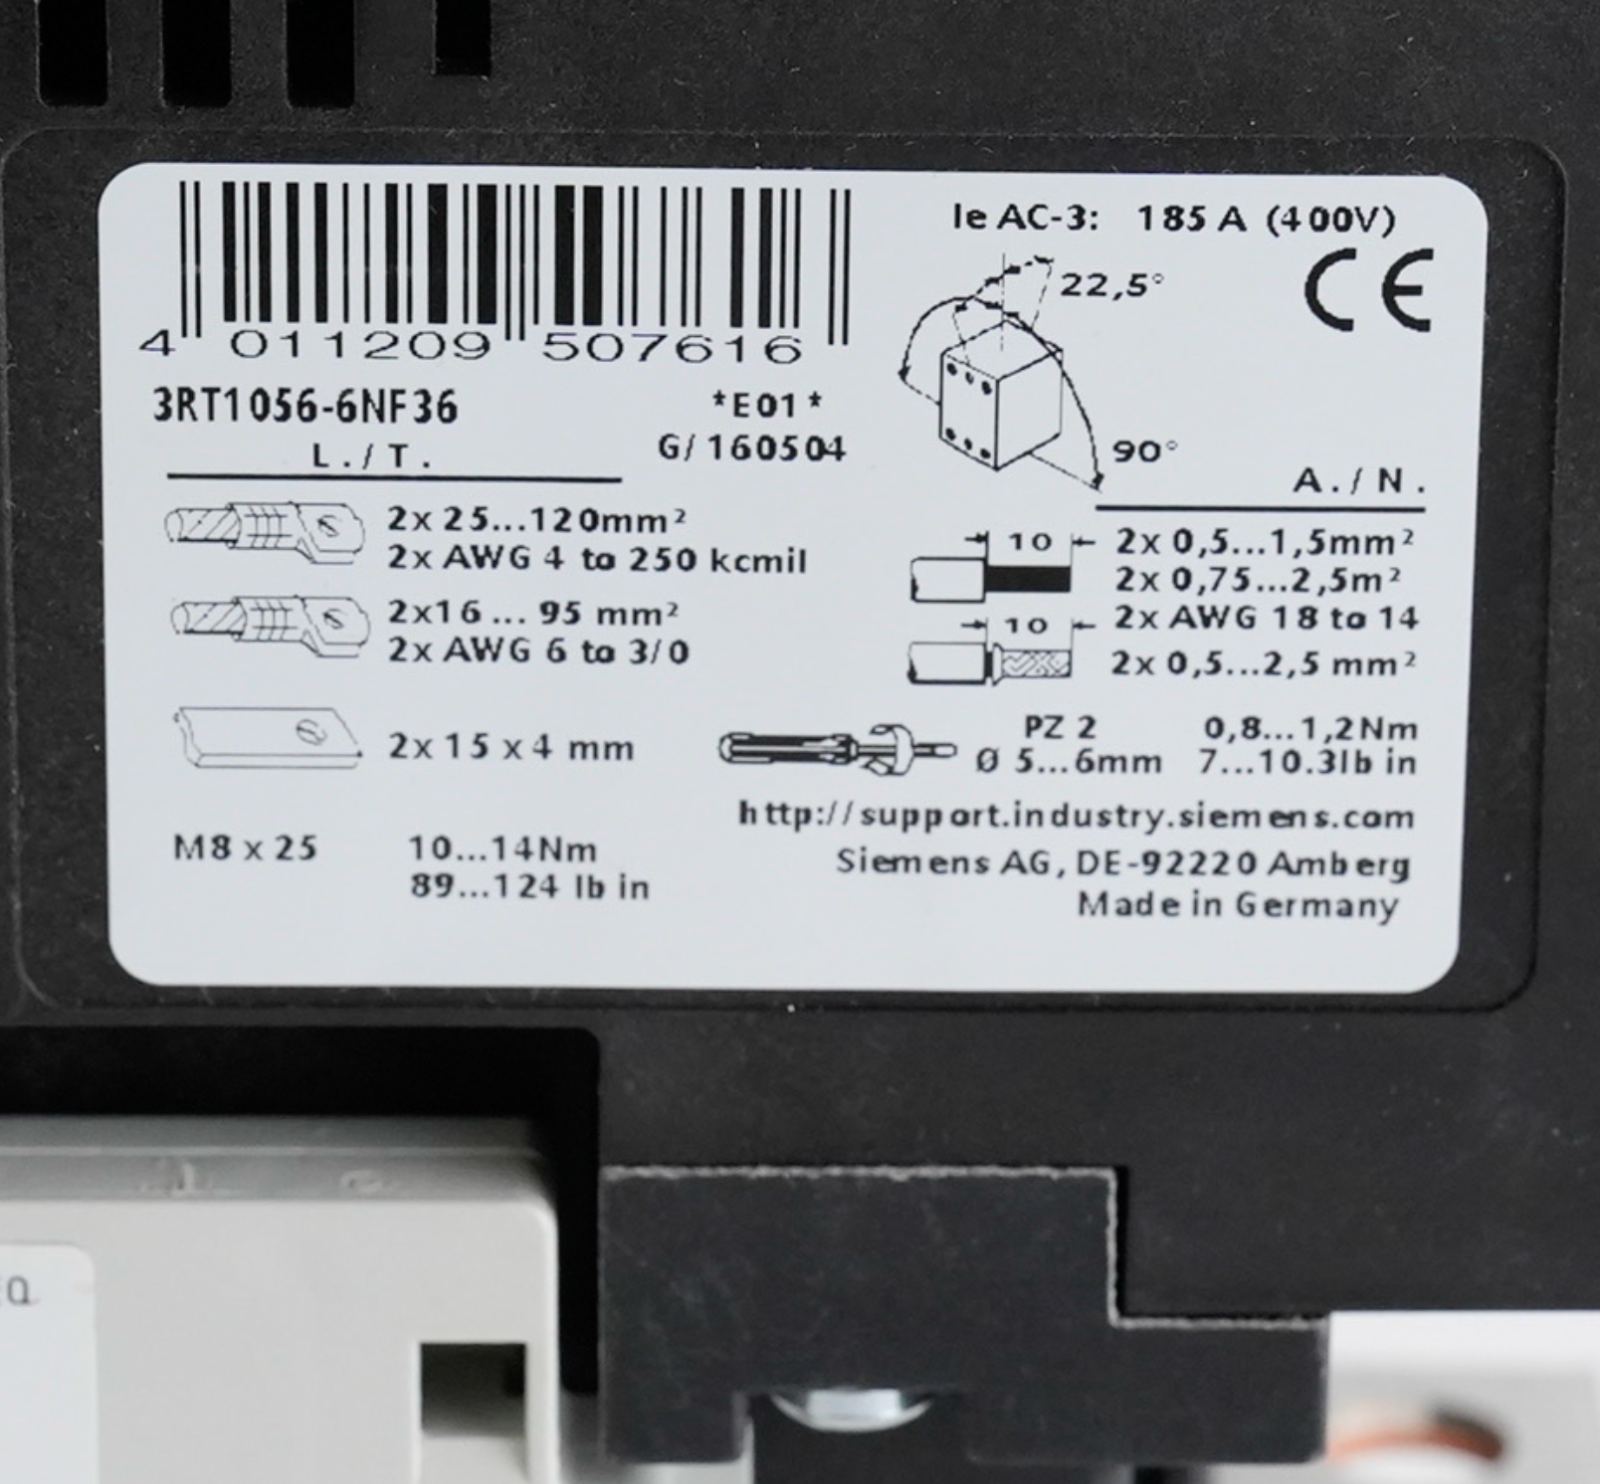 Ie AC-3: 185 A (400V)
22,5°
CE
4 011209 507616
3RT1056-6NF36
*E01*
G/160504
90°
L./T.
A./N.
2x 25...120mm²
2x AWG 4 to 250 kcmil
2x16 ... 95 mm²
2x AWG 6 to 3/0
2x 15 x 4 mm
M8 x 25
10...14Nm
89...124 lb in
10
2x 0,5...1,5mm²
2x 0,75...2,5m²
2x AWG 18 to 14
10
2x 0,5...2,5 mm²
PZ 2 0,8...1,2Nm
Ø 5...6mm 7...10.3lb in
http://support.industry.siemens.com
Siemens AG, DE-92220 Amberg
Made in Germany